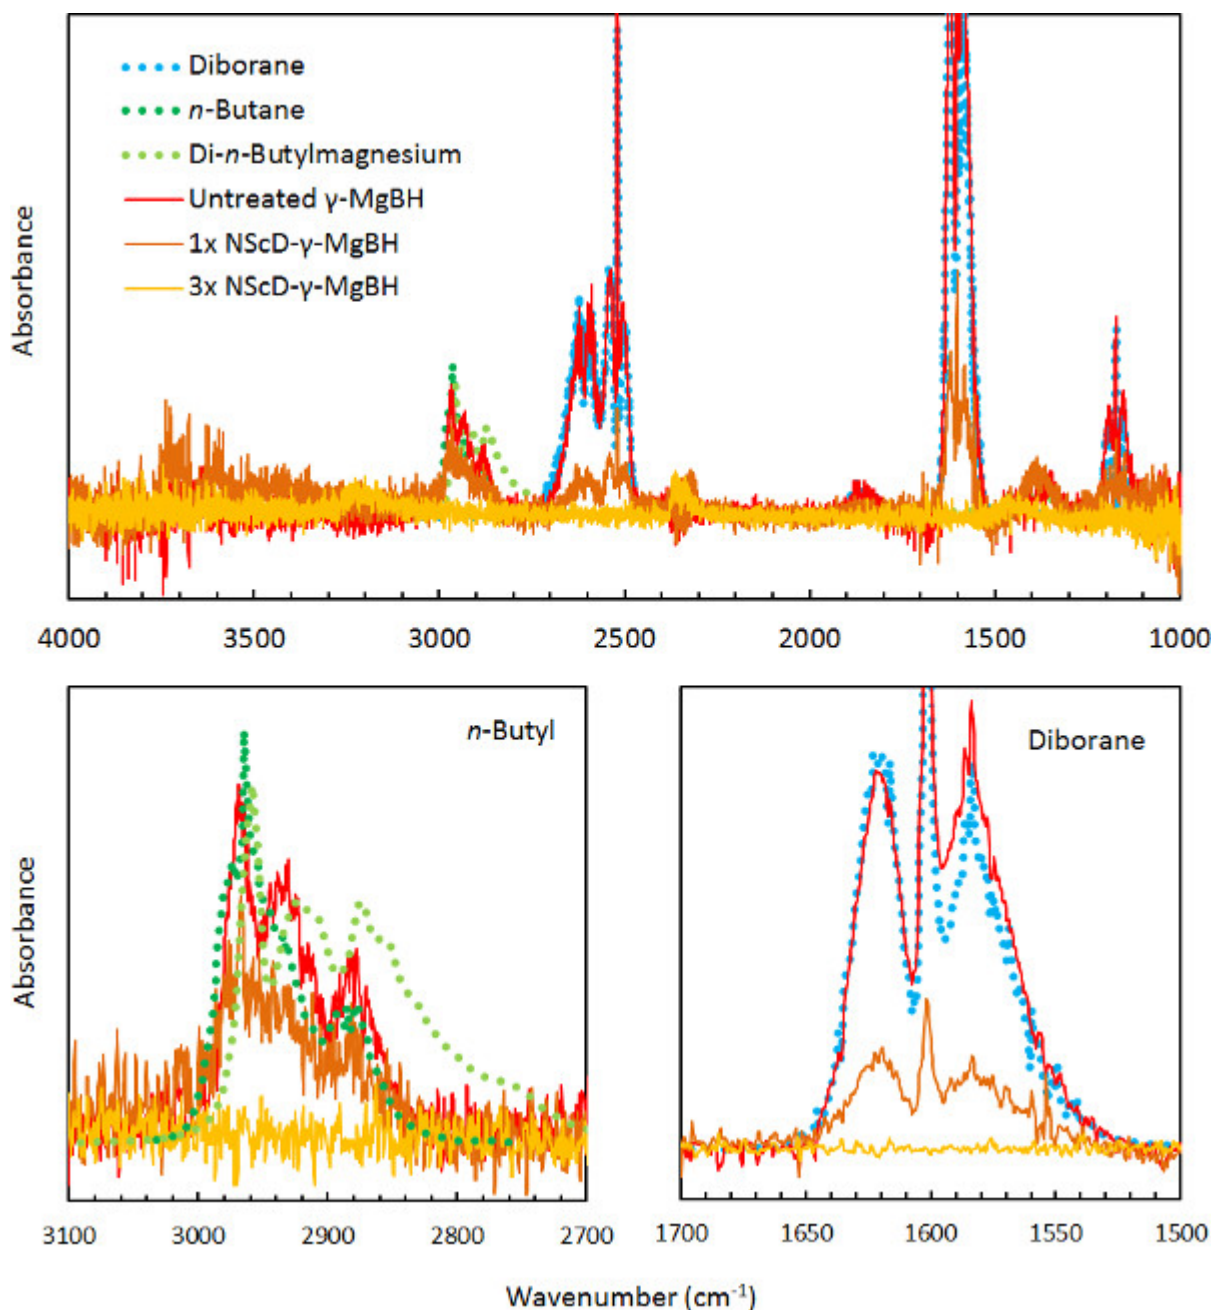 Diborane
n-Butane
Di-n-Butylmagnesium
Untreated γ-MgBH
1x NScD-γ-MgBH
3x NScD-γ-MgBH
Absorbance
4000 3500 3000 2500 2000 1500 1000
n-Butyl
Diborane
Absorbance
3100 3000 2900 2800 2700
1700 1650 1600 1550 1500
Wavenumber (cm⁻¹)